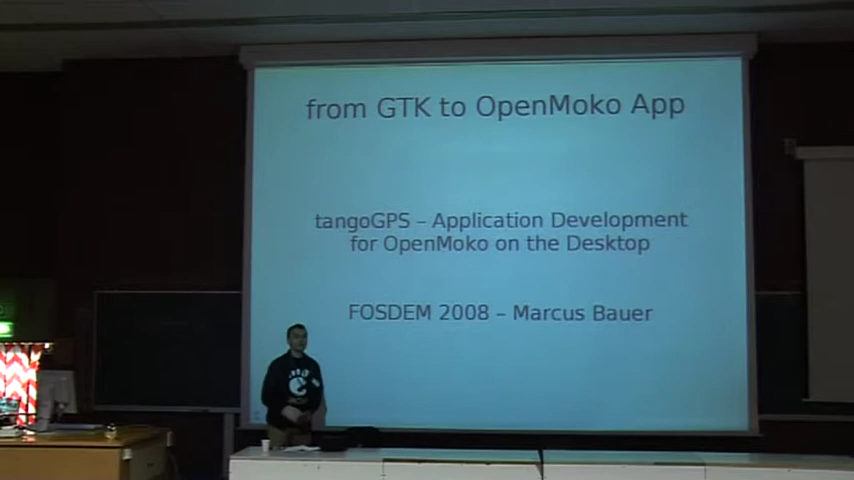 from GTK to OpenMoko App
tangoGPS – Application Development
for OpenMoko on the Desktop
FOSDEM 2008 – Marcus Bauer